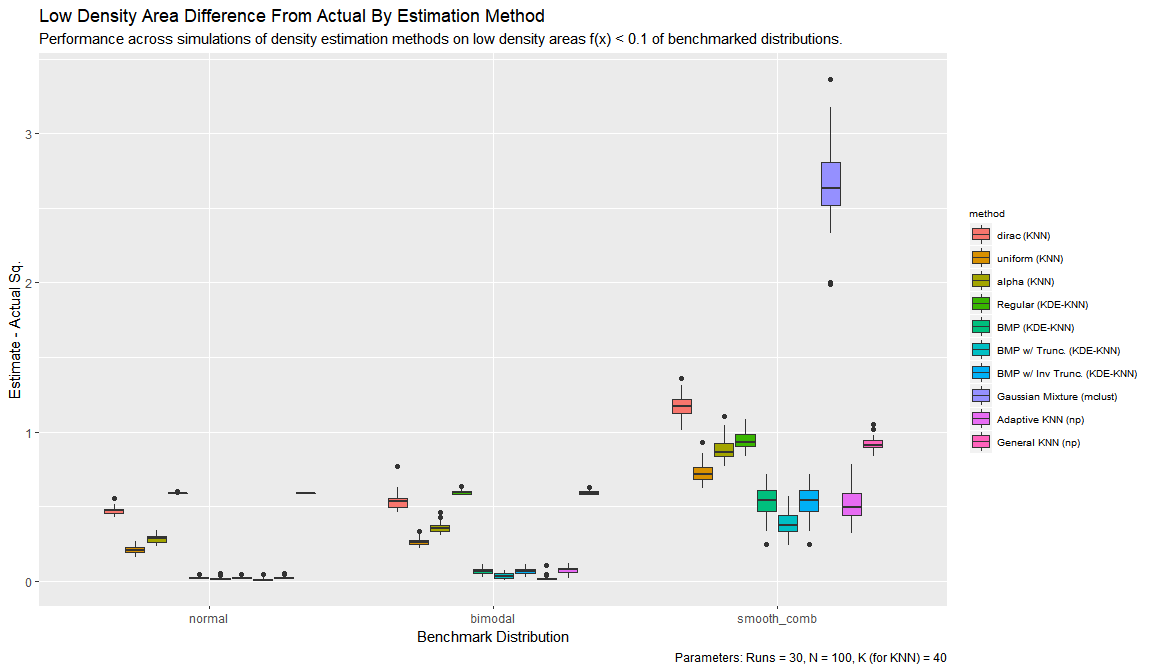 Low Density Area Difference From Actual By Estimation Method
Performance across simulations of density estimation methods on low density areas f(x) < 0.1 of benchmarked distributions.
Estimate - Actual Sq.
3
2
1
0
normal
bimodal
smooth_comb
Benchmark Distribution
method
dirac (KNN)
uniform (KNN)
alpha (KNN)
Regular (KDE-KNN)
BMP (KDE-KNN)
BMP w/ Trunc. (KDE-KNN)
BMP w/ Inv Trunc. (KDE-KNN)
Gaussian Mixture (mclust)
Adaptive KNN (np)
General KNN (np)
Parameters: Runs = 30, N = 100, K (for KNN) = 40